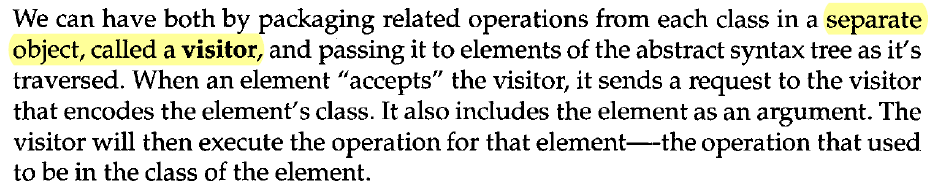 We can have both by packaging related operations from each class in a separate
object, called a visitor, and passing it to elements of the abstract syntax tree as it's
traversed. When an element “accepts” the visitor, it sends a request to the visitor
that encodes the element's class. It also includes the element as an argument. The
visitor will then execute the operation for that element—-the operation that used
to be in the class of the element.